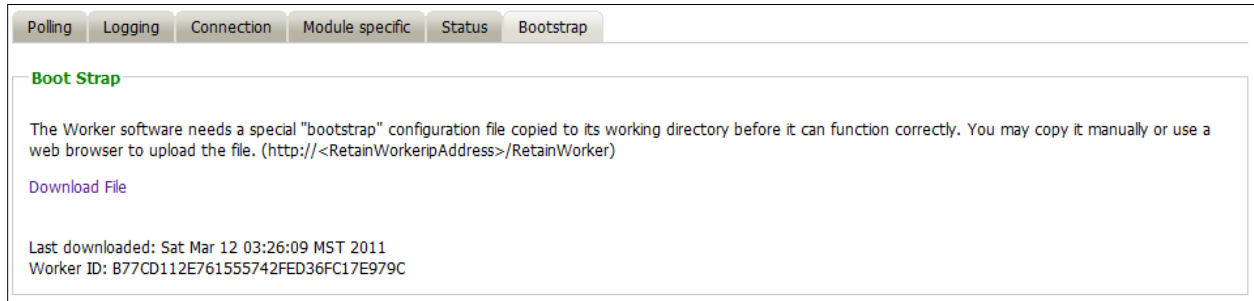 Polling Logging Connection Module specific Status Bootstrap
Boot Strap
The Worker software needs a special "bootstrap" configuration file copied to its working directory before it can function correctly. You may copy it manually or use a
web browser to upload the file. (http://<RetainWorkeripAddress>/RetainWorker)
Download File
Last downloaded: Sat Mar 12 03:26:09 MST 2011
Worker ID: B77CD112E761555742FED36FC17E979C